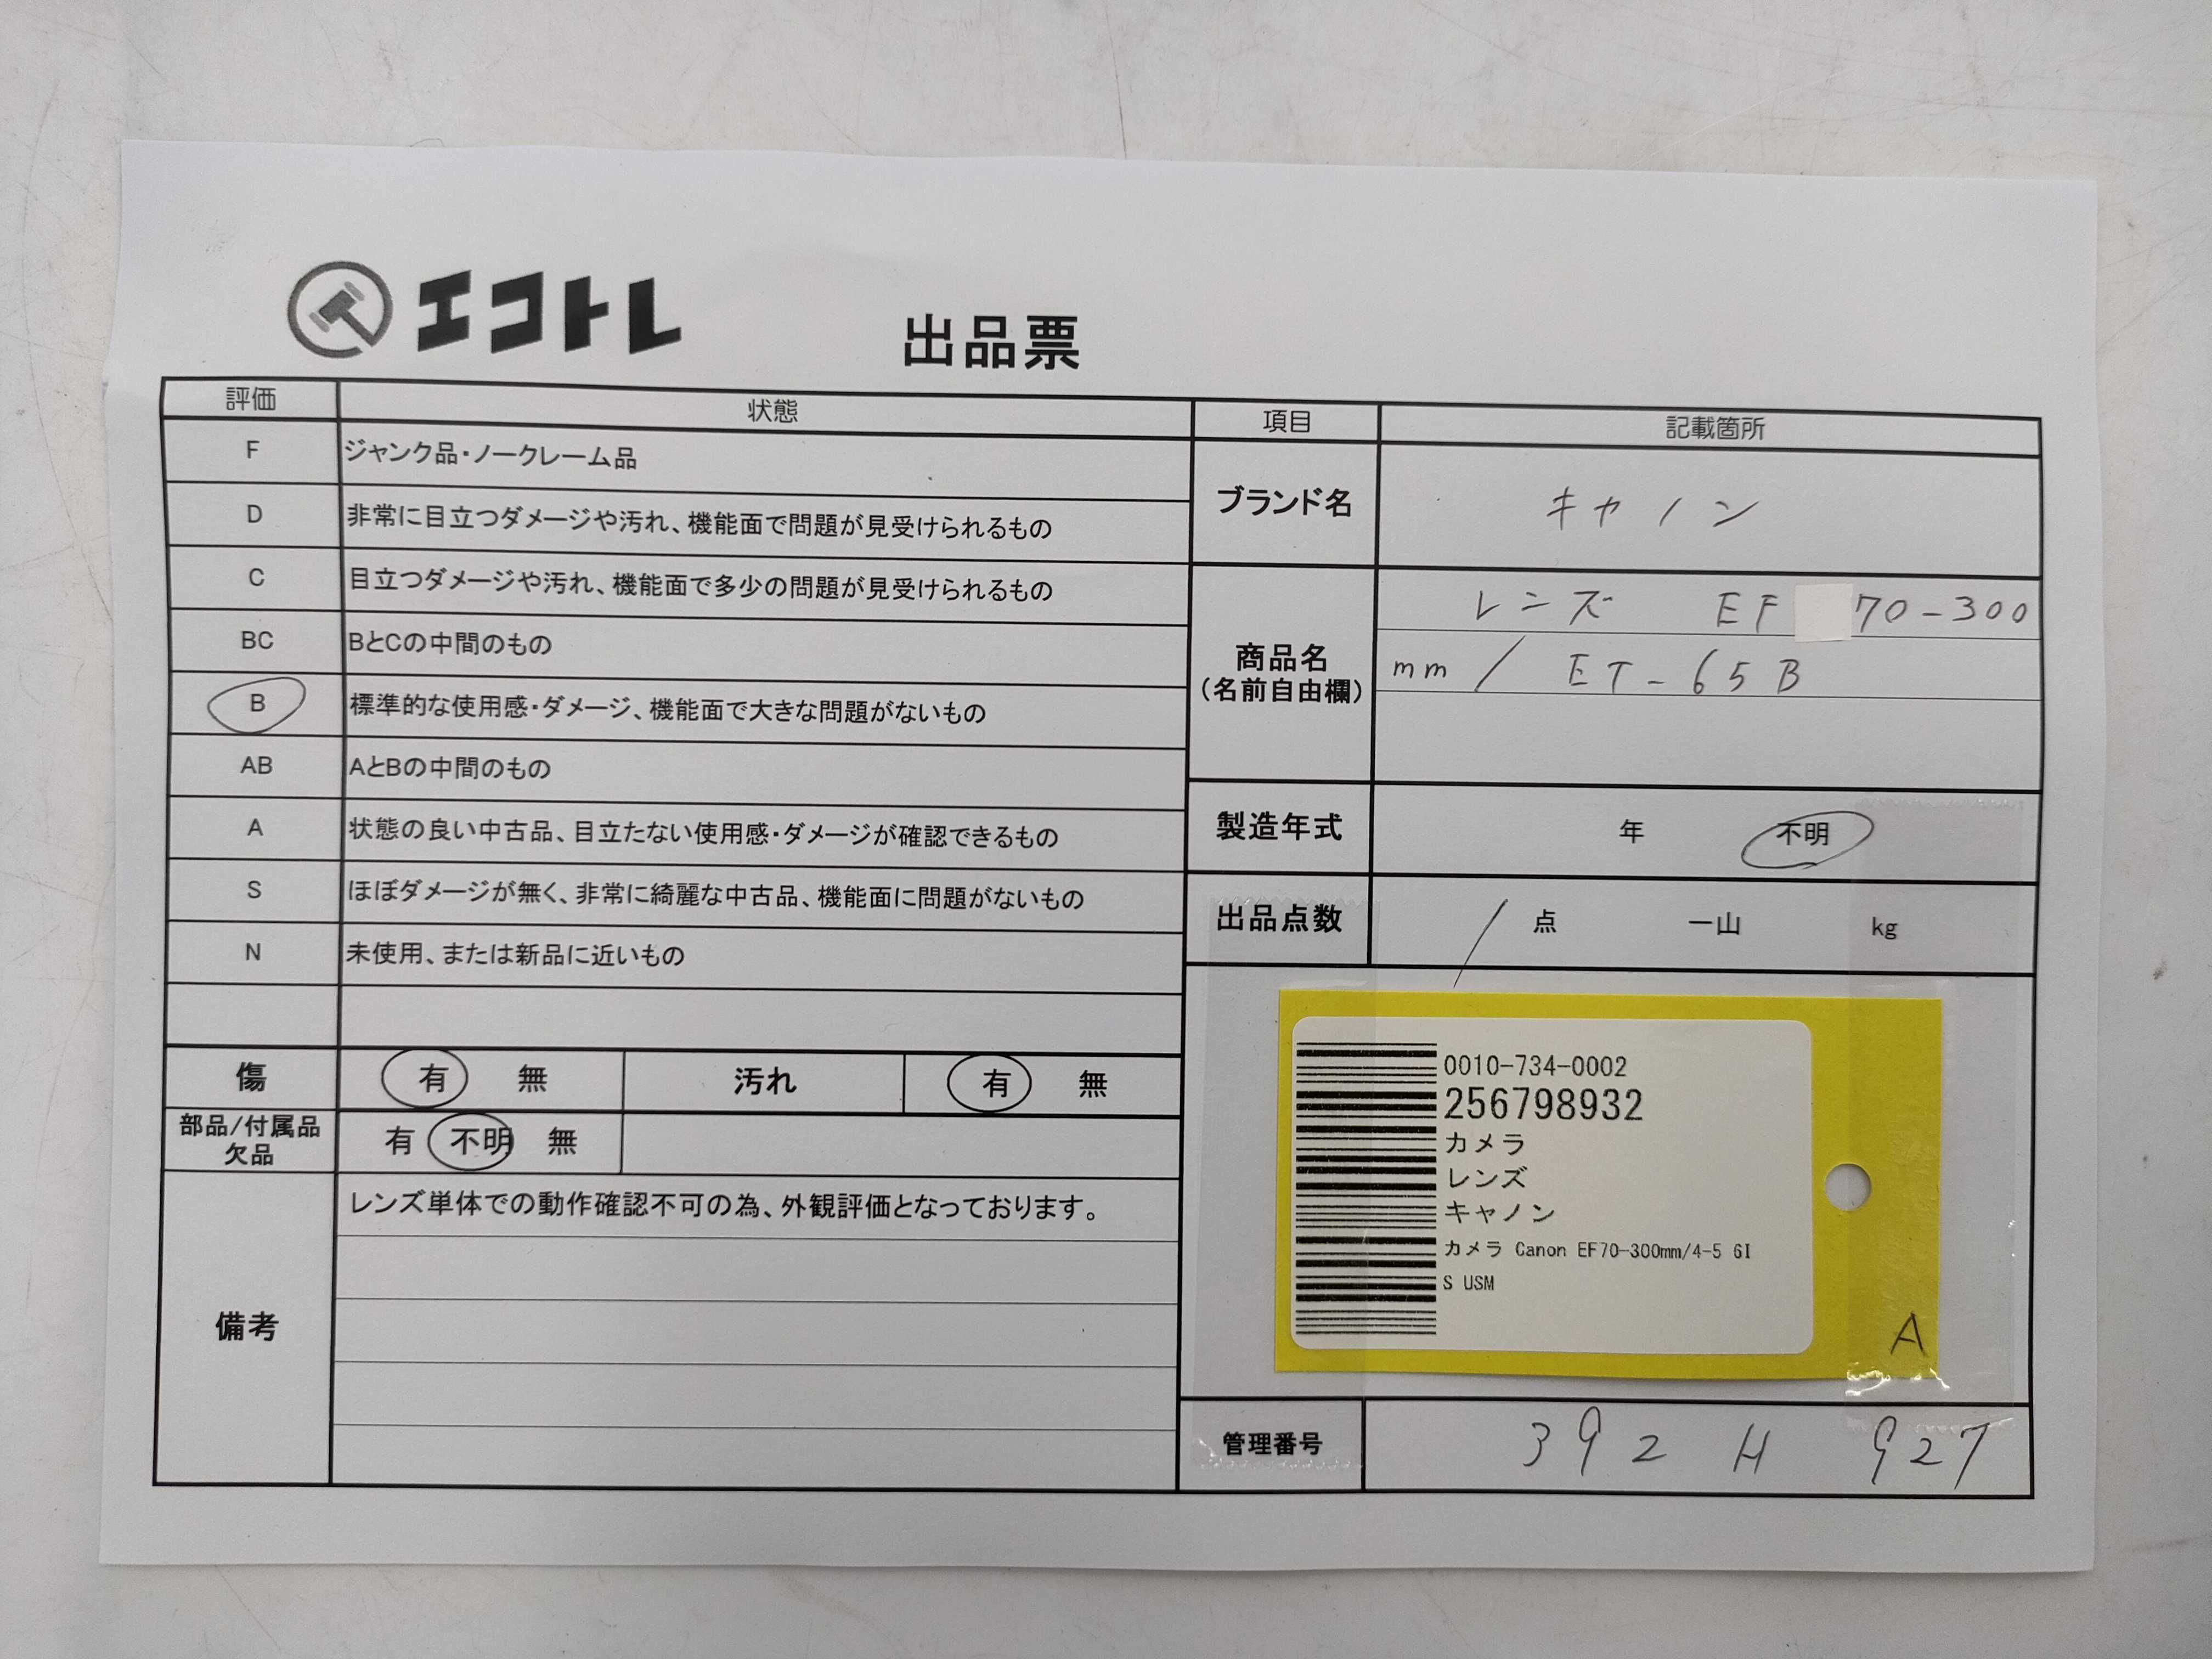 エコトレ
出品票
評価 状態
F ジャンク品・ノークレーム品
D 非常に目立つダメージや汚れ、機能面で問題が見受けられるもの
C 目立つダメージや汚れ、機能面で多少の問題が見受けられるもの
BC BとCの中間のもの
B 標準的な使用感・ダメージ、機能面で大きな問題がないもの
AB AとBの中間のもの
A 状態の良い中古品、目立たない使用感・ダメージが確認できるもの
S ほぼダメージが無く、非常に綺麗な中古品、機能面に問題がないもの
N 未使用、または新品に近いもの
傷 有 無 汚れ 有 無
部品/付属品
欠品
有 不明 無
備考
レンズ単体での動作確認不可の為、外観評価となっております。
項目 記載箇所
ブランド名 キャノン
商品名
(名前自由欄)
レンズ EF 70-300
mm / ET-65B
製造年式 年 不明
出品点数 1 点 一山 kg
0010-734-0002
256798932
カメラ
レンズ
キャノン
カメラ Canon EF70-300mm/4-5 6I
S USM
A
管理番号 392 H 927